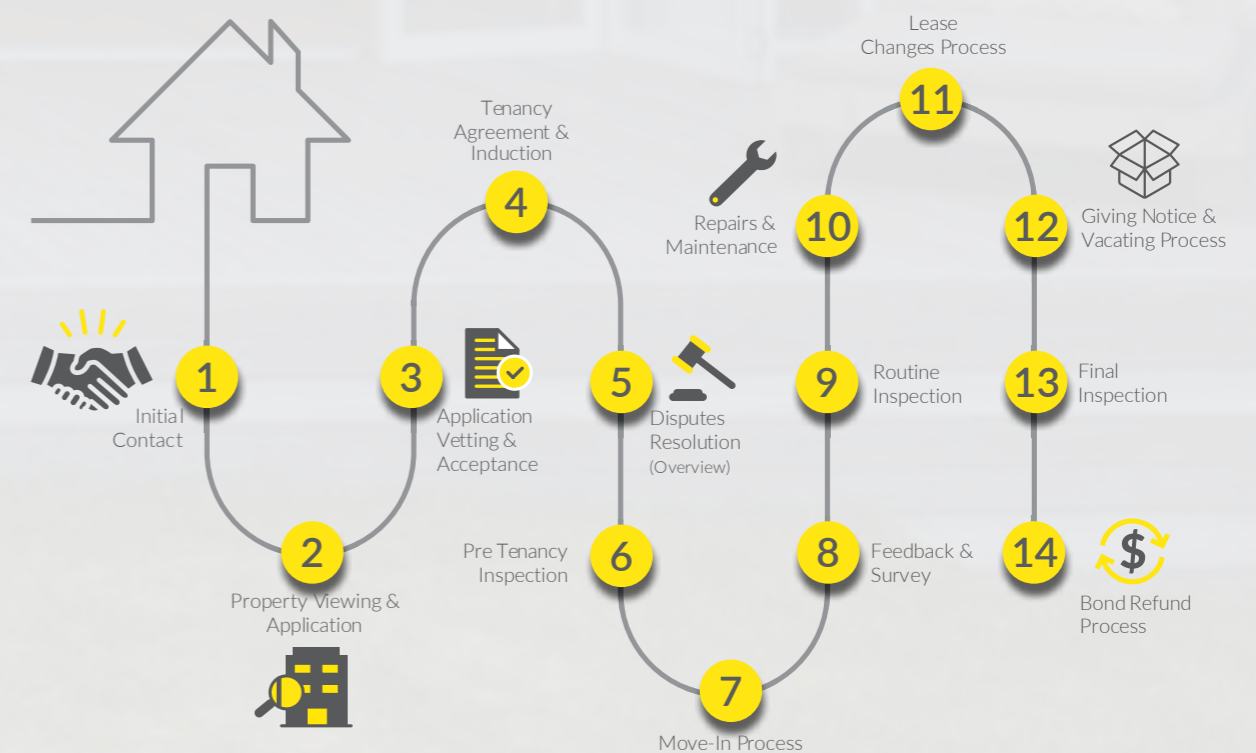 1
Initial
Contact
2
Property Viewing &
Application
3
Application
Vetting &
Acceptance
Tenancy
Agreement &
Induction
4
5
Disputes
Resolution
(Overview)
Pre Tenancy
Inspection
6
7
Move-In Process
8
Feedback &
Survey
9
Routine
Inspection
Repairs &
Maintenance
10
Lease
Changes Process
11
12
Giving Notice &
Vacating Process
13
Final
Inspection
14
$
Bond Refund
Process